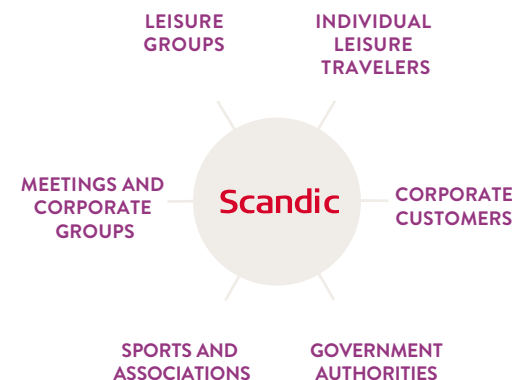 LEISURE
GROUPS
INDIVIDUAL
LEISURE
TRAVELERS
MEETINGS AND
CORPORATE
GROUPS
Scandic
CORPORATE
CUSTOMERS
SPORTS AND
ASSOCIATIONS
GOVERNMENT
AUTHORITIES